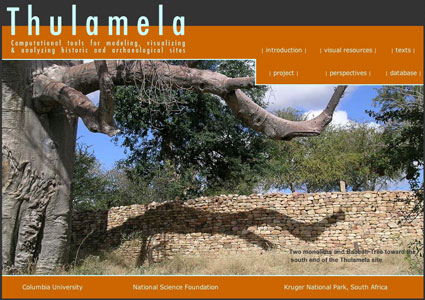 Thulamela
Computational tools for modeling, visualizing
& analyzing historic and archaeological sites
| introduction | | visual resources | | texts |
| project | | perspectives | | database |
Two monoliths and Baobab Tree toward the
south end of the Thulamela site
Columbia University National Science Foundation Kruger National Park, South Africa